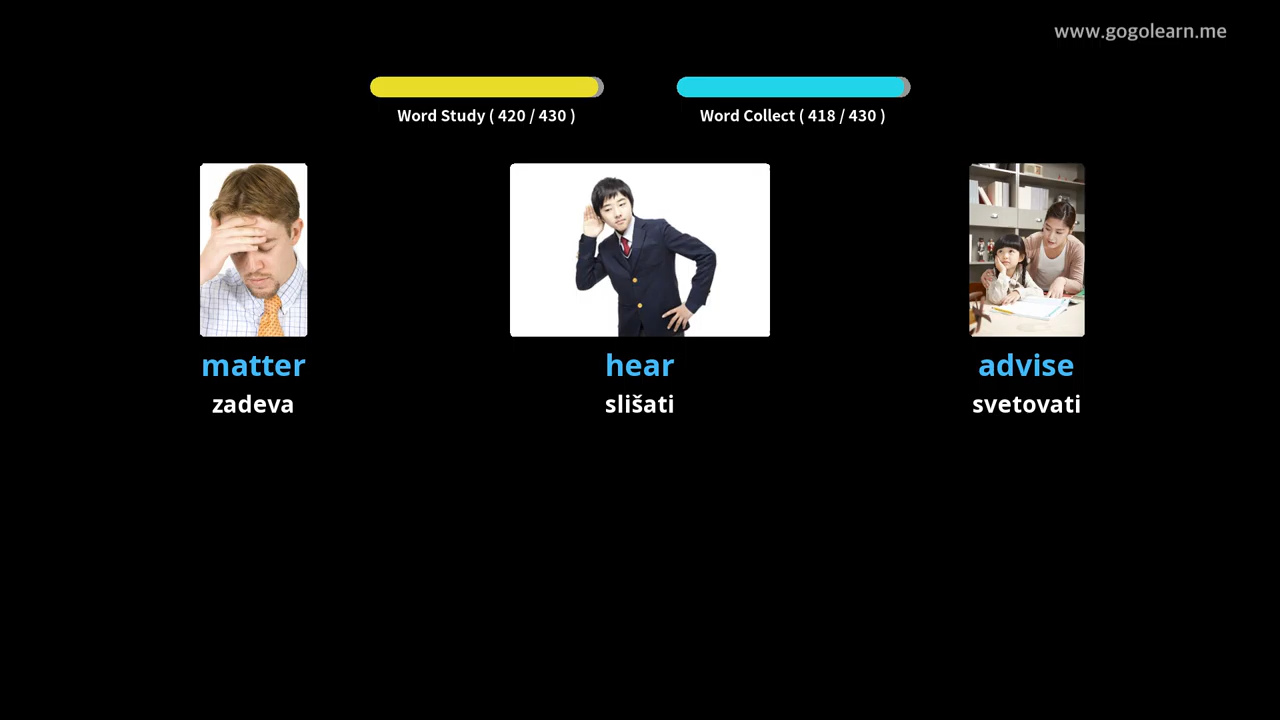 www.gogolearn.me
Word Study ( 420 / 430 )
Word Collect ( 418 / 430 )
matter
zadeva
hear
slišati
advise
svetovati